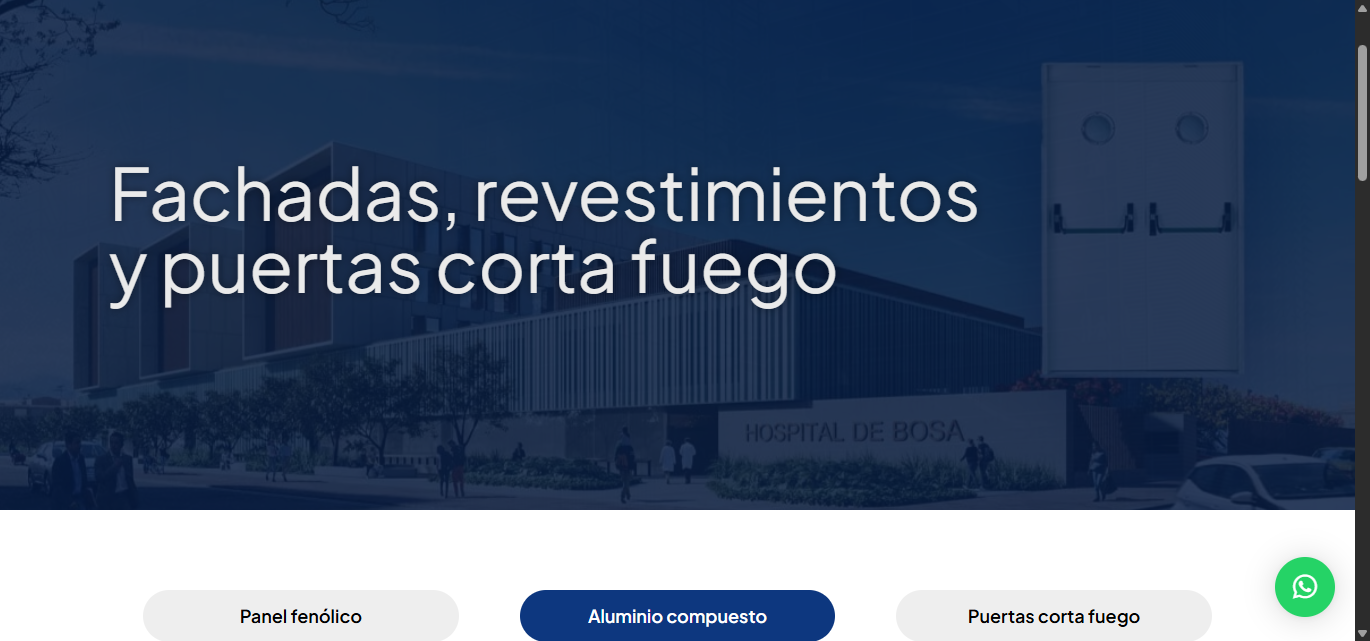 Fachadas, revestimientos
y puertas corta fuego
HOSPITAL DE BOSA
Panel fenólico
Aluminio compuesto
Puertas corta fuego